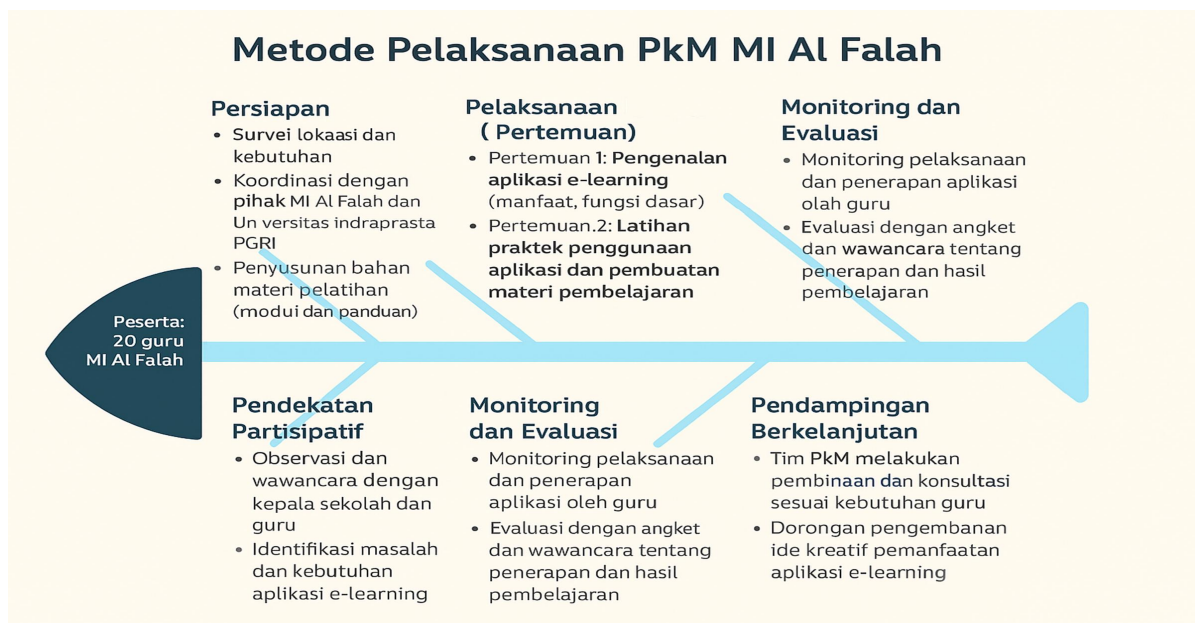 Metode Pelaksanaan PkM MI Al Falah
Persiapan
• Survei lokaasi dan
kebutuhan
• Koordinasi dengan
pihak MI Al Falah dan
Un versitas indraprasta
PGRI
• Penyusunan bahan
materi pelatihan
(modui dan panduan)
Pelaksanaan
( Pertemuan)
• Pertemuan 1: Pengenalan
aplikasi e-learning
(manfaat, fungsi dasar)
• Pertemuan.2: Latihan
praktek penggunaan
aplikasi dan pembuatan
materi pembelajaran
Monitoring dan
Evaluasi
• Monitoring pelaksanaan
dan penerapan aplikasi
olah guru
• Evaluasi dengan angket
dan wawancara tentang
penerapan dan hasil
pembelajaran
Peserta:
20 guru
MI Al Falah
Pendekatan
Partisipatif
• Observasi dan
wawancara dengan
kepala sekolah dan
guru
• Identifikasi masalah
dan kebutuhan
aplikasi e-learning
Monitoring
dan Evaluasi
• Monitoring pelaksanaan
dan penerapan
aplikasi oleh guru
• Evaluasi dengan angket
dan wawancara tentang
penerapan dan hasil
pembelajaran
Pendampingan
Berkelanjutan
• Tim PkM melakukan
pembinaan dan konsultasi
sesuai kebutuhan guru
• Dorongan pengembanan
ide kreatif pemanfaatan
aplikasi e-learning